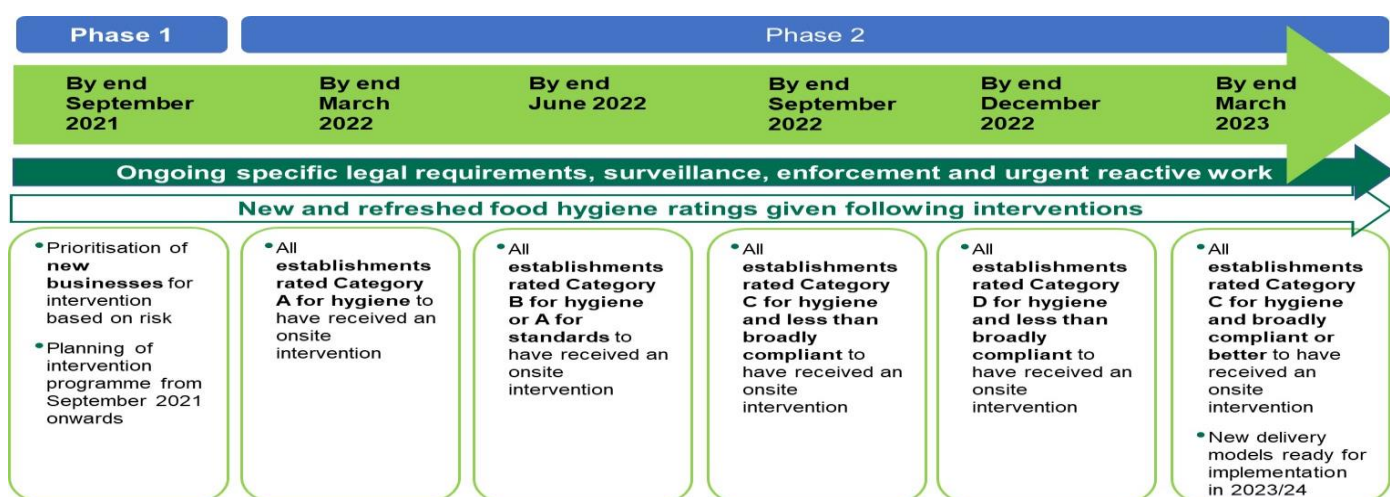 Phase 1
Phase 2
By end
September
2021
By end
March
2022
By end
June 2022
By end
September
2022
By end
December
2022
By end
March
2023
Ongoing specific legal requirements, surveillance, enforcement and urgent reactive work
New and refreshed food hygiene ratings given following interventions
• Prioritisation of
new
businesses for
intervention
based on risk
• Planning of
intervention
programme from
September 2021
onwards
• All
establishments
rated Category
A for hygiene to
have received an
onsite
intervention
• All
establishments
rated Category
B for hygiene
or A for
standards to
have received an
onsite
intervention
• All
establishments
rated Category
C for hygiene
and less than
broadly
compliant to
have received an
onsite
intervention
• All
establishments
rated Category
D for hygiene
and less than
broadly
compliant to
have received an
onsite
intervention
• All
establishments
rated Category
C for hygiene
and broadly
compliant or
better to have
received an
onsite
intervention
• New delivery
models ready for
implementation
in 2023/24